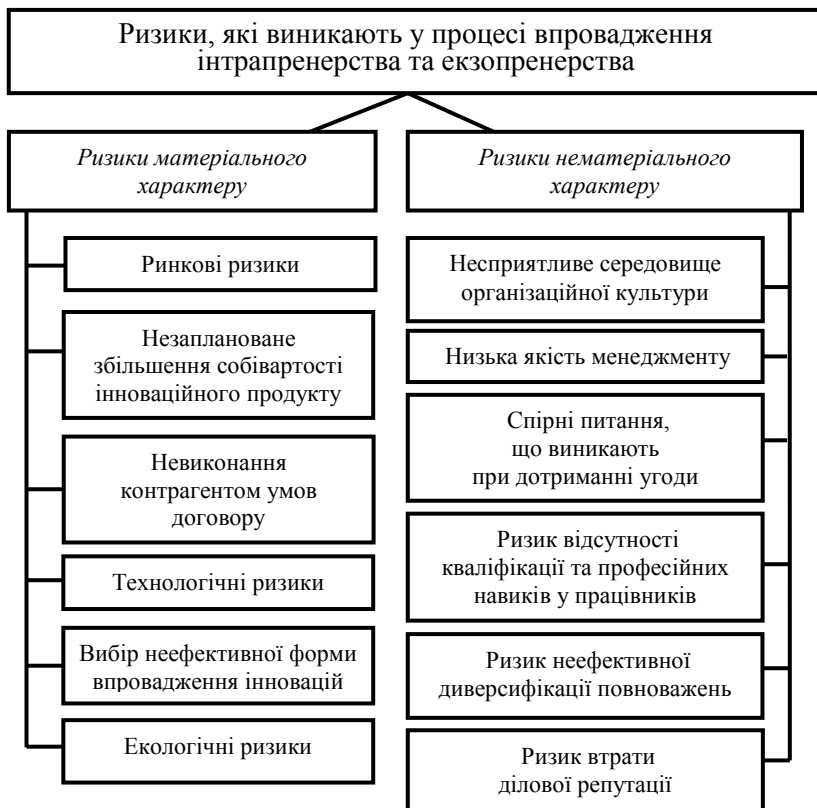 Ризики, які виникають у процесі впровадження
інтрапренерства та екзопренерства
Ризики матеріального
характеру
Ринкові ризики
Незаплановане
збільшення собівартості
інноваційного продукту
Невиконання
контрагентом умов
договору
Технологічні ризики
Вибір неефективної форми
впровадження інновацій
Екологічні ризики
Ризики нематеріального
характеру
Несприятливе середовище
організаційної культури
Низька якість менеджменту
Спірні питання,
що виникають
при дотриманні угоди
Ризик відсутності
кваліфікації та професійних
навиків у працівників
Ризик неефективної
диверсифікації повноважень
Ризик втрати
ділової репутації